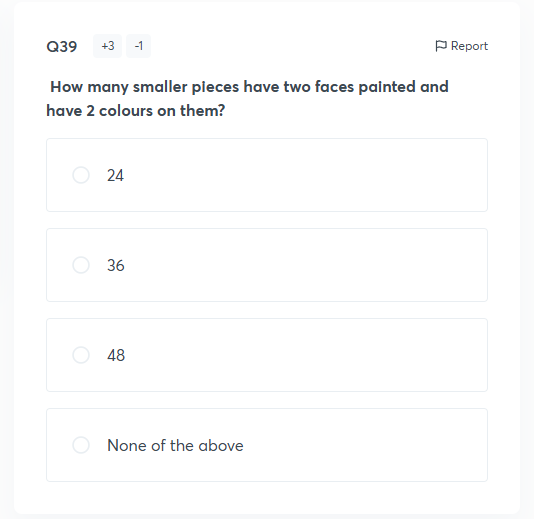 Q39 +3 -1 Report
How many smaller pieces have two faces painted and
have 2 colours on them?
24
36
48
None of the above